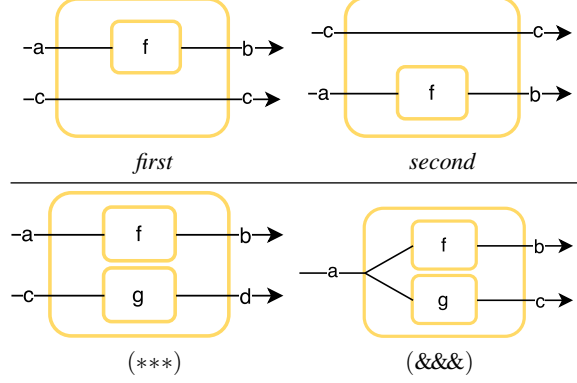 a f b
c c
first
c c
a f b
second
a f b
c g d
(***)
f b
a
g c
(&&&)